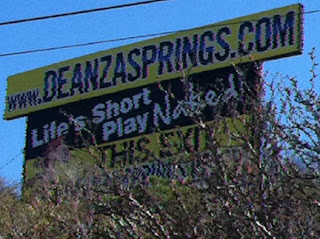 www.DEANZASPRINGS.COM
Life's Short
Play Naked!
THIS EXIT